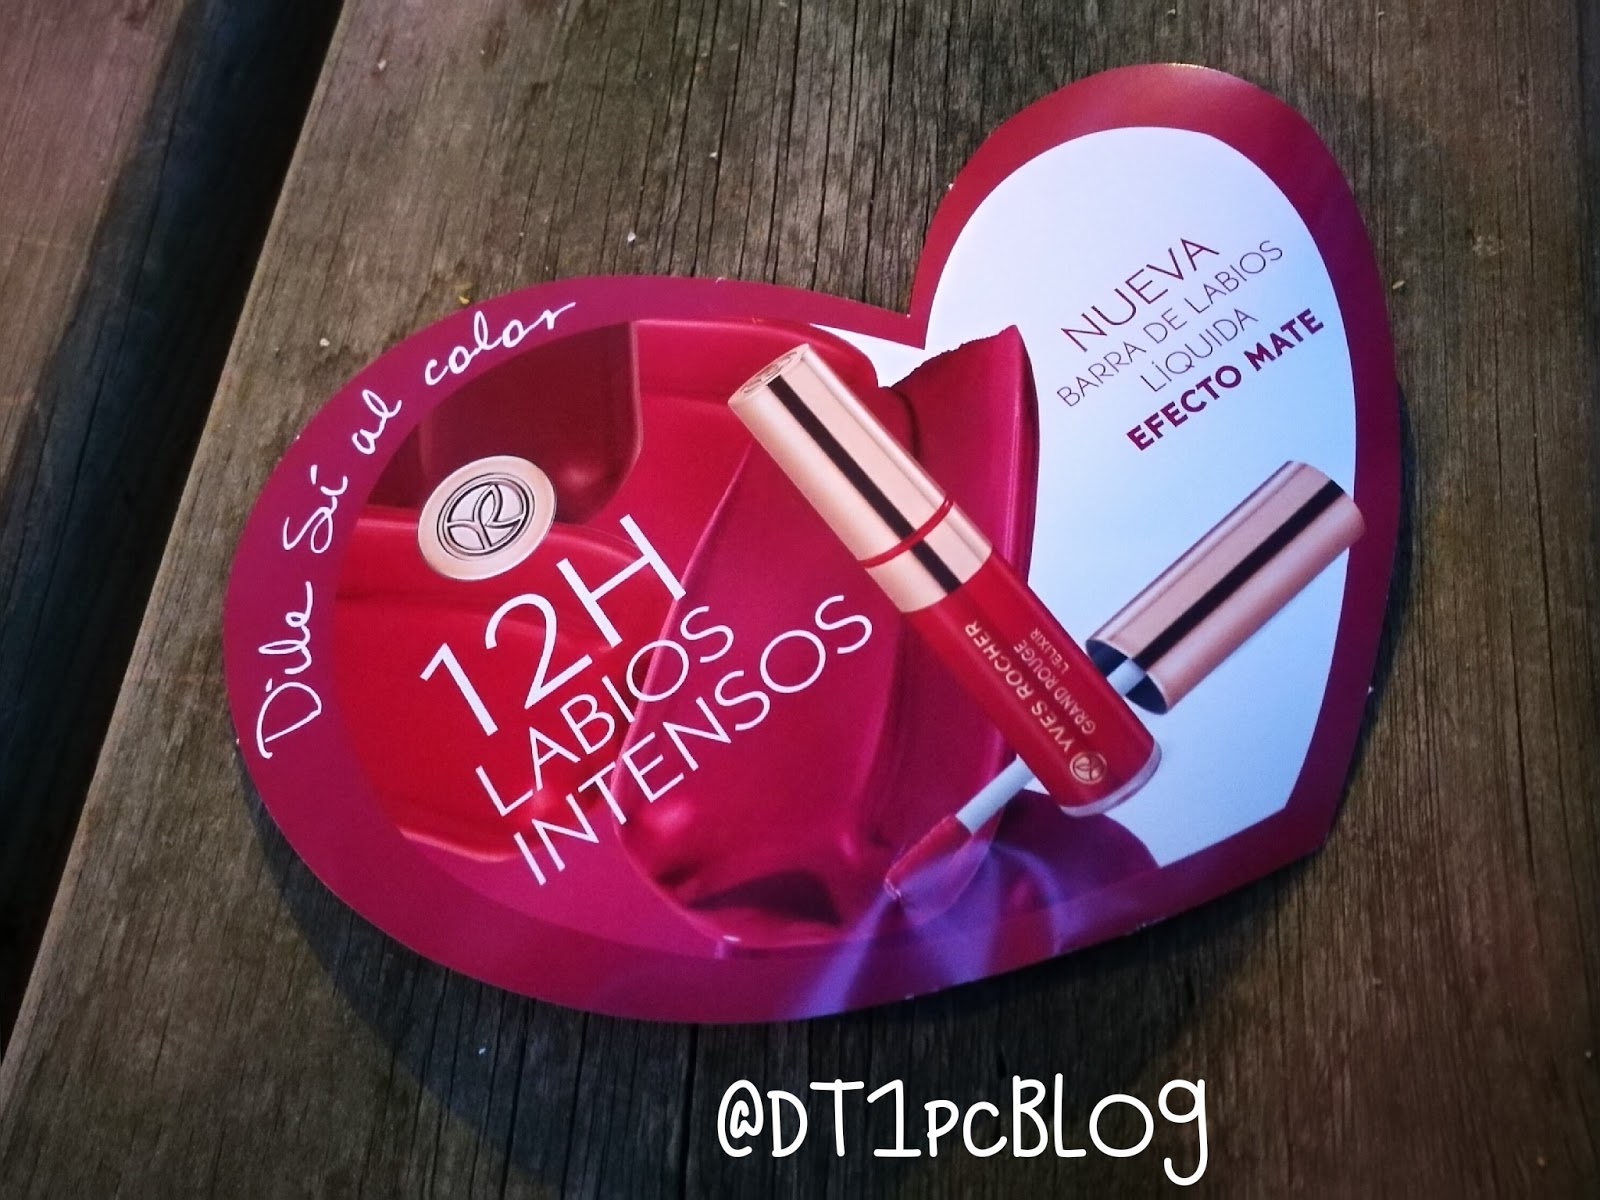 Dile Sí al color
12H
LABIOS
INTENSOS
NUEVA
BARRA DE LABIOS
LÍQUIDA
EFECTO MATE
YVES ROCHER
GRAND ROUGE
L'ELIXIR
@DT1PCBLOG